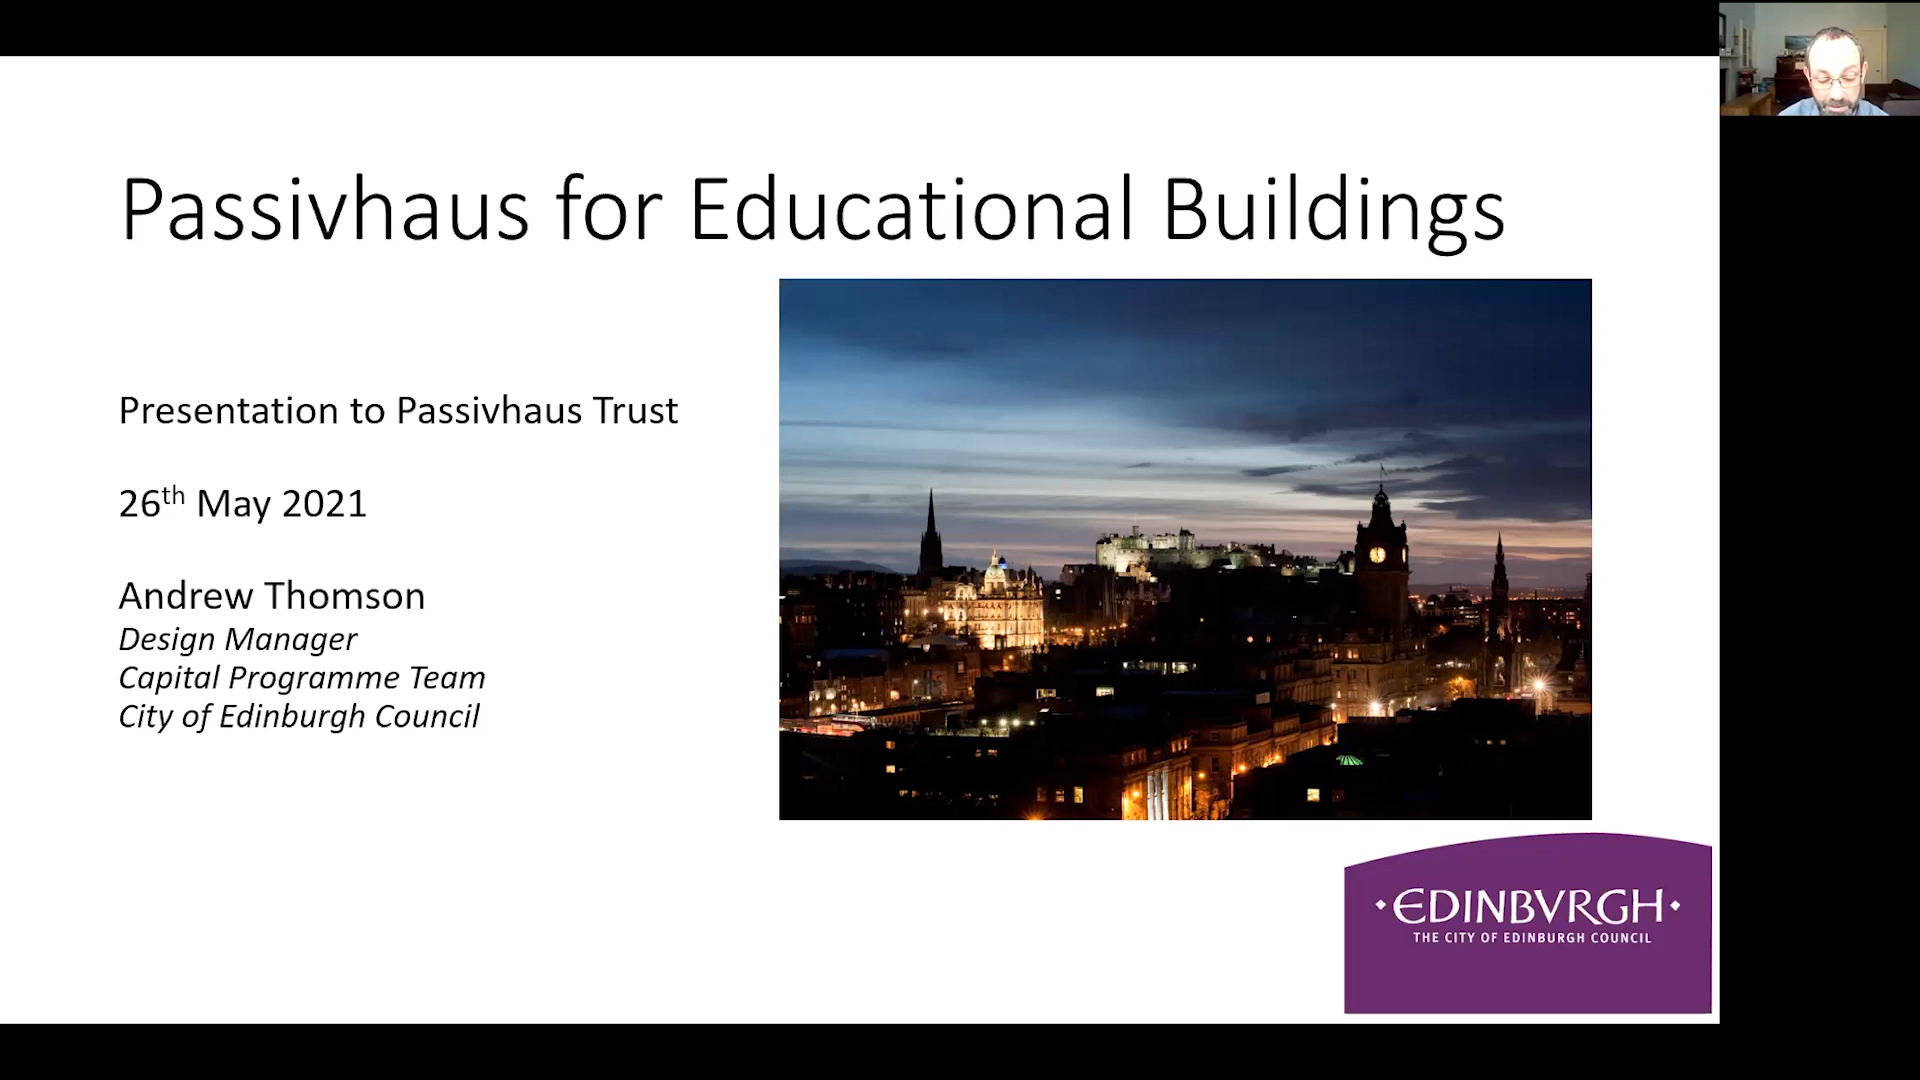 Passivhaus for Educational Buildings
Presentation to Passivhaus Trust
26th May 2021
Andrew Thomson
Design Manager
Capital Programme Team
City of Edinburgh Council
·EDINBVRGH·
THE CITY OF EDINBURGH COUNCIL